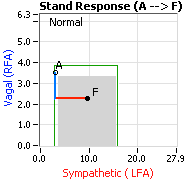 Stand Response (A --> F)
6.3
Normal
5.0
A
4.0
3.0
F
2.0
1.0
0.0
0.0
10.0
20.0
27.9
Vagal (RFA)
Sympathetic ( LFA)